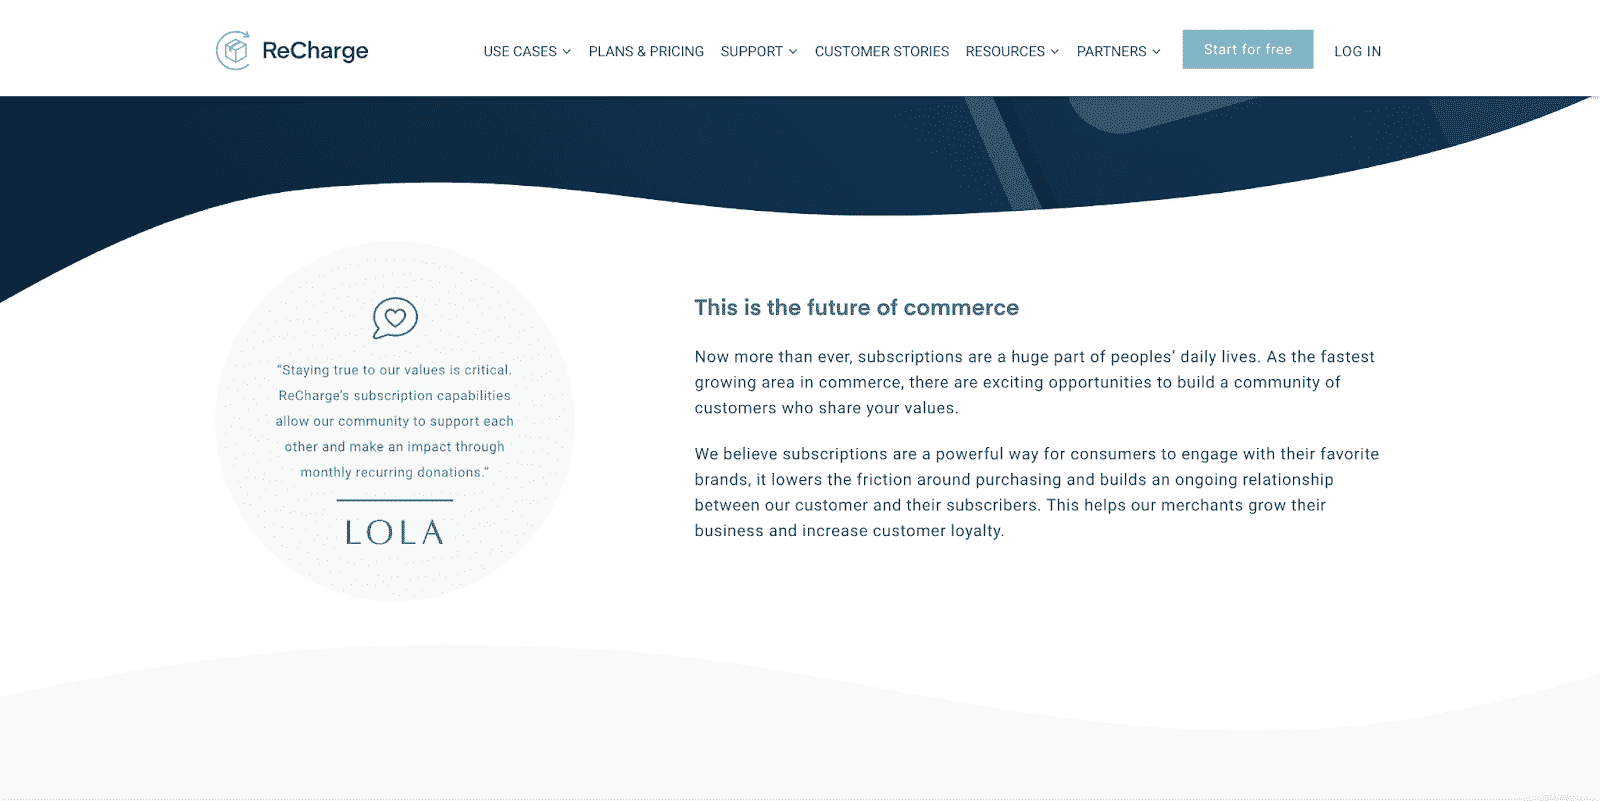 ReCharge
USE CASES PLANS & PRICING SUPPORT CUSTOMER STORIES RESOURCES PARTNERS Start for free LOG IN
“Staying true to our values is critical.
ReCharge’s subscription capabilities
allow our community to support each
other and make an impact through
monthly recurring donations.”
LOLA
This is the future of commerce
Now more than ever, subscriptions are a huge part of peoples’ daily lives. As the fastest
growing area in commerce, there are exciting opportunities to build a community of
customers who share your values.
We believe subscriptions are a powerful way for consumers to engage with their favorite
brands, it lowers the friction around purchasing and builds an ongoing relationship
between our customer and their subscribers. This helps our merchants grow their
business and increase customer loyalty.